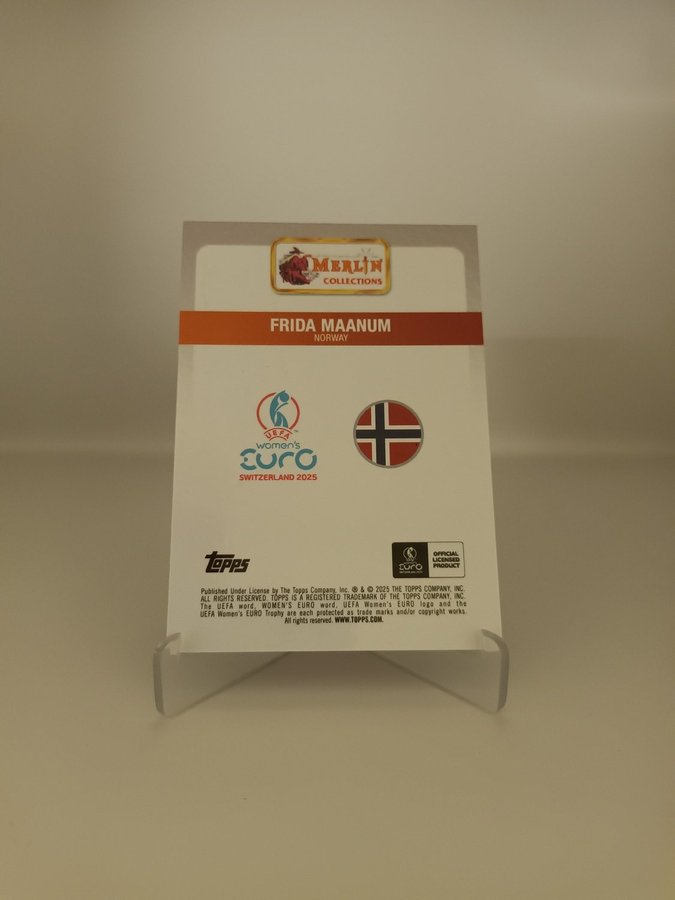 MERLIN
COLLECTIONS
FRIDA MAANUM
NORWAY
UEFA
WOMEN'S
EURO
SWITZERLAND 2025
Topps
EURO
OFFICIAL
LICENSED
PRODUCT
Published Under License by The Topps Company, Inc. ® & © 2025 THE TOPPS COMPANY, INC.
ALL RIGHTS RESERVED. TOPPS IS A REGISTERED TRADEMARK OF THE TOPPS COMPANY, INC.
The UEFA word, WOMEN'S EURO word, UEFA Women's EURO logo and the
UEFA Women's EURO Trophy are each protected as trade marks and/or copyright works.
All rights reserved. WWW.TOPPS.COM.